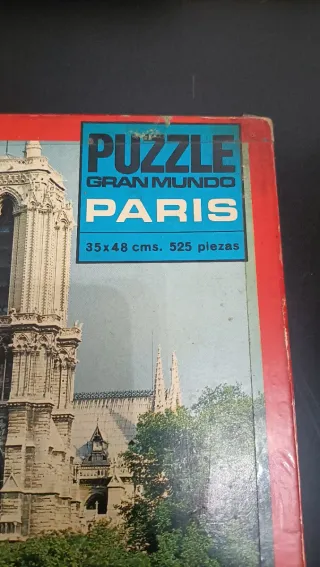 PUZZLE
GRAN MUNDO
PARIS
35x48 cms. 525 piezas